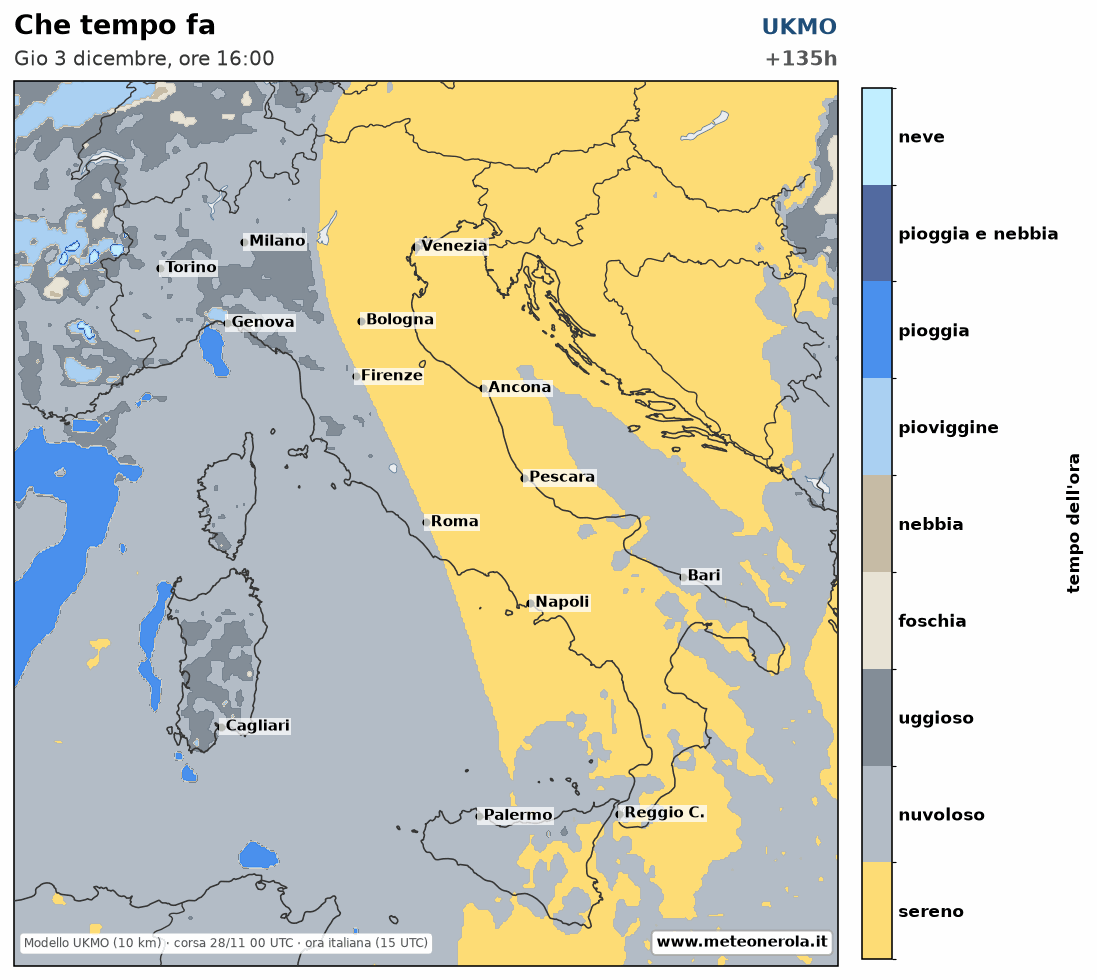 Che tempo fa
UKMO
Gio 3 dicembre, ore 16:00
+135h
neve
pioggia e nebbia
pioggia
pioviggine
nebbia
foschia
uggioso
nuvoloso
sereno
tempo dell'ora
Milano
Venezia
Torino
Genova
Bologna
Firenze
Ancona
Pescara
Roma
Bari
Napoli
Cagliari
Palermo
Reggio C.
Modello UKMO (10 km) · corsa 28/11 00 UTC · ora italiana (15 UTC)
www.meteonerola.it